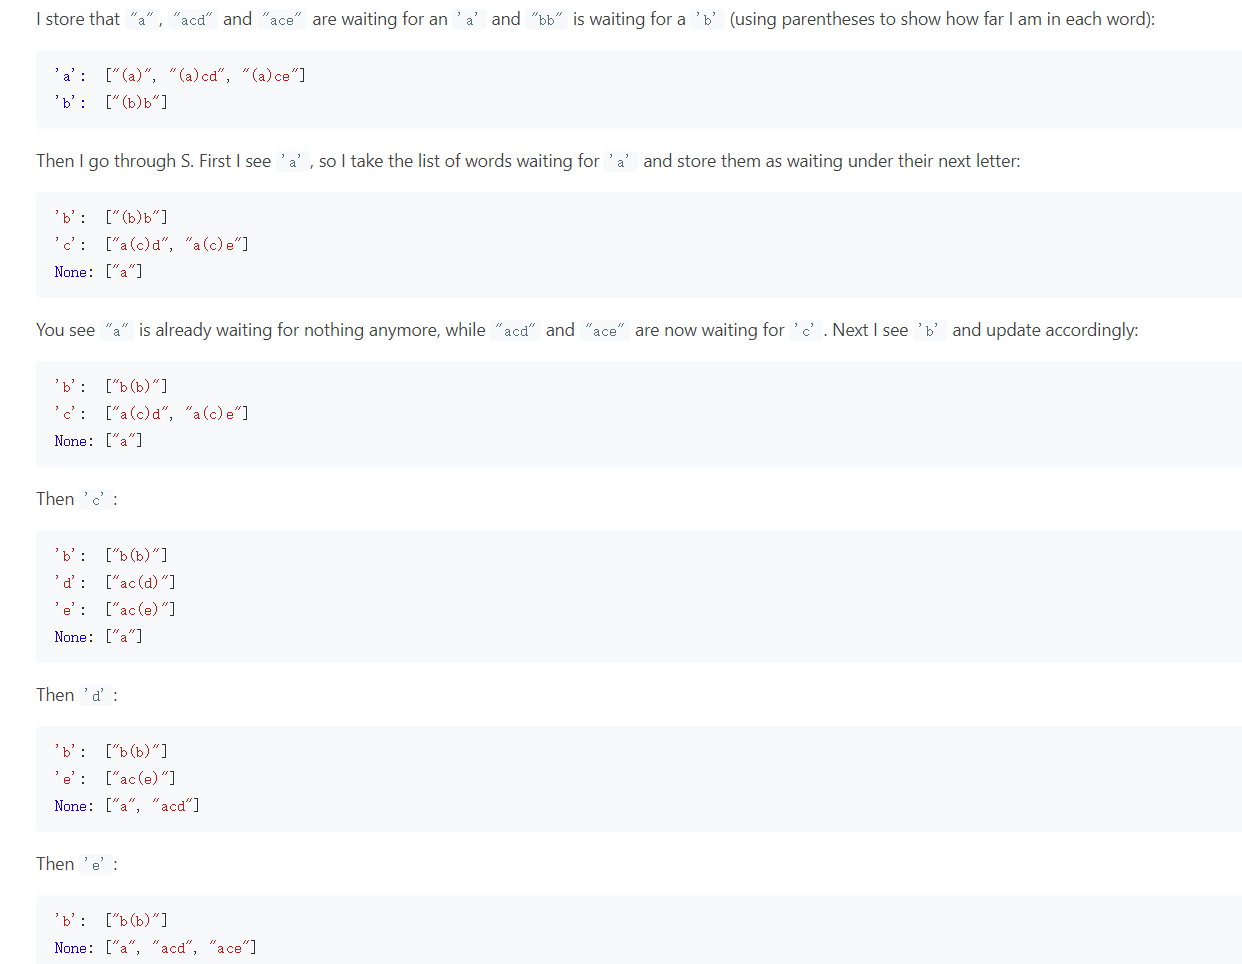 I store that "a", "acd" and "ace" are waiting for an 'a' and "bb" is waiting for a 'b' (using parentheses to show how far I am in each word):
'a': ["(a)", "(a)cd", "(a)ce"]
'b': ["(b)b"]
Then I go through S. First I see 'a', so I take the list of words waiting for 'a' and store them as waiting under their next letter:
'b': ["(b)b"]
'c': ["a(c)d", "a(c)e"]
None: ["a"]
You see "a" is already waiting for nothing anymore, while "acd" and "ace" are now waiting for 'c'. Next I see 'b' and update accordingly:
'b': ["b(b)"]
'c': ["a(c)d", "a(c)e"]
None: ["a"]
Then 'c':
'b': ["b(b)"]
'd': ["ac(d)"]
'e': ["ac(e)"]
None: ["a"]
Then 'd':
'b': ["b(b)"]
'e': ["ac(e)"]
None: ["a", "acd"]
Then 'e':
'b': ["b(b)"]
None: ["a", "acd", "ace"]